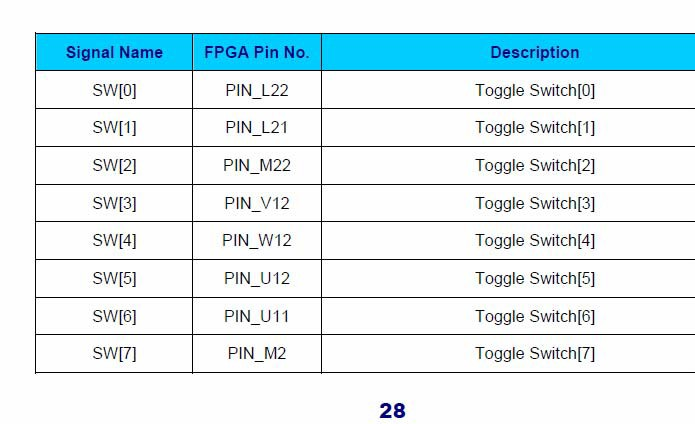 Signal Name FPGA Pin No. Description
SW[0] PIN_L22 Toggle Switch[0]
SW[1] PIN_L21 Toggle Switch[1]
SW[2] PIN_M22 Toggle Switch[2]
SW[3] PIN_V12 Toggle Switch[3]
SW[4] PIN_W12 Toggle Switch[4]
SW[5] PIN_U12 Toggle Switch[5]
SW[6] PIN_U11 Toggle Switch[6]
SW[7] PIN_M2 Toggle Switch[7]
28